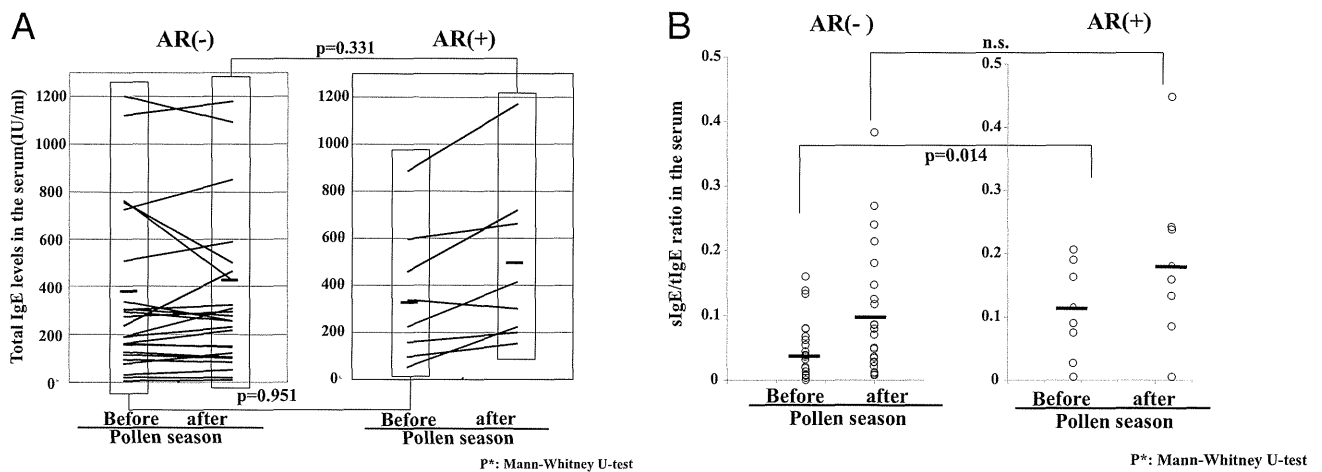 A
AR(-)
AR(+)
p=0.331
Total IgE levels in the serum(IU/ml)
1200
1000
800
600
400
200
0
1200
1000
800
600
400
200
0
p=0.951
Before after
Pollen season
Before after
Pollen season
P*: Mann-Whitney U-test
B
AR(-)
AR(+)
n.s.
p=0.014
sIgE/tIgE ratio in the serum
0.5
0.4
0.3
0.2
0.1
0
0.5
0.4
0.3
0.2
0.1
0
Before after
Pollen season
Before after
Pollen season
P*: Mann-Whitney U-test